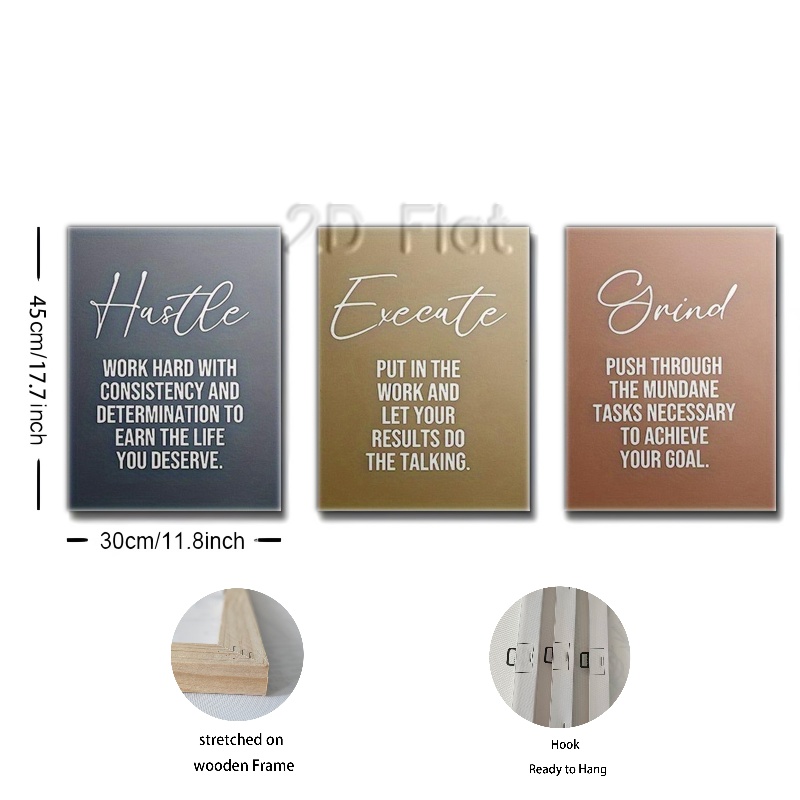 2D Flat
Hustle
WORK HARD WITH
CONSISTENCY AND
DETERMINATION TO
EARN THE LIFE
YOU DESERVE.
Execute
PUT IN THE
WORK AND
LET YOUR
RESULTS DO
THE TALKING.
Grind
PUSH THROUGH
THE MUNDANE
TASKS NECESSARY
TO ACHIEVE
YOUR GOAL.
45cm/17.7inch
30cm/11.8inch
stretched on
wooden Frame
Hook
Ready to Hang